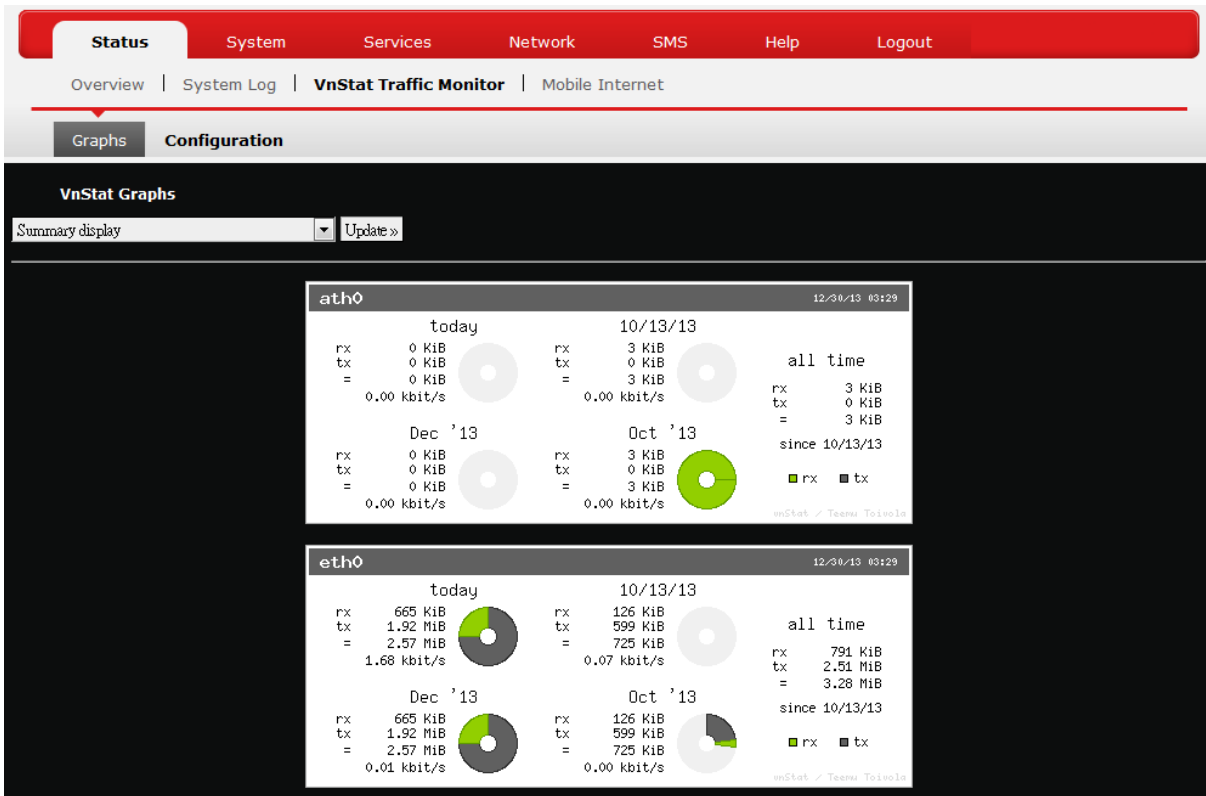 Status System Services Network SMS Help Logout
Overview | System Log | VnStat Traffic Monitor | Mobile Internet
Graphs Configuration
VnStat Graphs
Summary display Update »
ath0 12/30/13 03:29
today 10/13/13
rx 0 KiB rx 3 KiB
tx 0 KiB tx 0 KiB all time
= 0 KiB = 3 KiB
0.00 kbit/s 0.00 kbit/s
rx 3 KiB
tx 0 KiB
= 3 KiB
Dec '13 Oct '13
since 10/13/13
rx 0 KiB rx 3 KiB
tx 0 KiB tx 0 KiB
= 0 KiB = 3 KiB
0.00 kbit/s 0.00 kbit/s
rx tx
vnStat / Teemu Toivola
eth0 12/30/13 03:29
today 10/13/13
rx 665 KiB rx 126 KiB
tx 1.92 MiB tx 599 KiB all time
= 2.57 MiB = 725 KiB
1.68 kbit/s 0.07 kbit/s
rx 791 KiB
tx 2.51 MiB
= 3.28 MiB
Dec '13 Oct '13
since 10/13/13
rx 665 KiB rx 126 KiB
tx 1.92 MiB tx 599 KiB
= 2.57 MiB = 725 KiB
0.01 kbit/s 0.00 kbit/s
rx tx
vnStat / Teemu Toivola